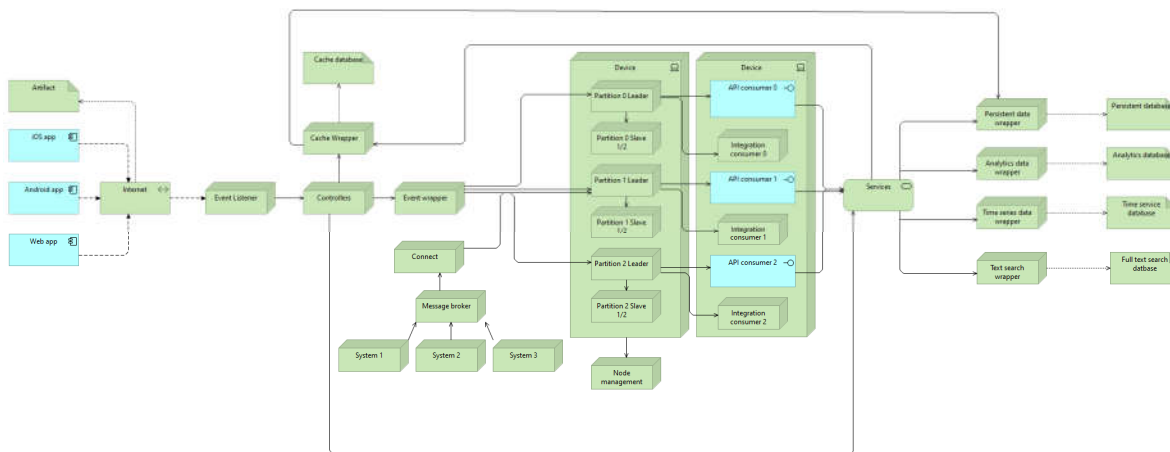 Artifact
iOS app
Android app
Web app
Internet
Event Listener
Controllers
Cache database
Cache Wrapper
Event wrapper
Connect
Message broker
System 1
System 2
System 3
Device
Partition 0 Leader
Partition 0 Slave
1/2
Partition 1 Leader
Partition 1 Slave
1/2
Partition 2 Leader
Partition 2 Slave
1/2
Node
management
Device
API consumer 0
Integration
consumer 0
API consumer 1
Integration
consumer 1
API consumer 2
Integration
consumer 2
Services
Persistent data
wrapper
Analytics data
wrapper
Time series data
wrapper
Text search
wrapper
Persistent database
Analytics database
Time service
database
Full text search
datbase